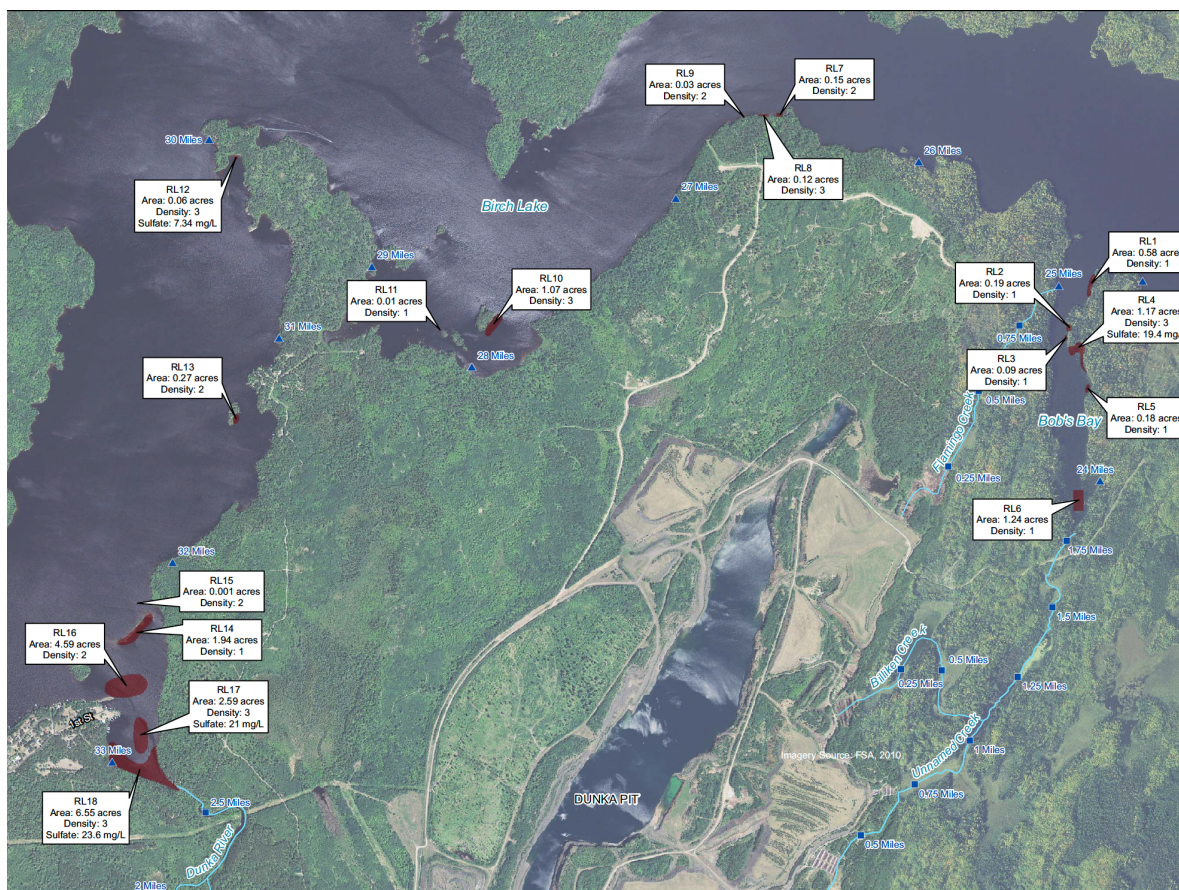 RL9
Area: 0.03 acres
Density: 2
RL7
Area: 0.15 acres
Density: 2
30 Miles
26 Miles
RL8
Area: 0.12 acres
Density: 3
RL12
Area: 0.06 acres
Density: 3
Sulfate: 7.34 mg/L
27 Miles
Birch Lake
RL1
Area: 0.58 acres
Density: 1
29 Miles
RL2
Area: 0.19 acres
Density: 1
25 Miles
RL10
Area: 1.07 acres
Density: 3
RL11
Area: 0.01 acres
Density: 1
RL4
Area: 1.17 acres
Density: 3
Sulfate: 19.4 mg/
31 Miles
0.75 Miles
RL3
Area: 0.09 acres
Density: 1
28 Miles
RL13
Area: 0.27 acres
Density: 2
0.5 Miles
RL5
Area: 0.18 acres
Density: 1
Bob's Bay
Flamingo Creek
0.25 Miles
24 Miles
RL6
Area: 1.24 acres
Density: 1
32 Miles
1.75 Miles
RL15
Area: 0.001 acres
Density: 2
1.5 Miles
RL14
Area: 1.94 acres
Density: 1
RL16
Area: 4.59 acres
Density: 2
Billiken Creek
0.5 Miles
0.25 Miles
1.25 Miles
RL17
Area: 2.59 acres
Density: 3
Sulfate: 21 mg/L
1st St
Unnamed Creek
1 Miles
33 Miles
Imagery Source: FSA, 2010
0.75 Miles
RL18
Area: 6.55 acres
Density: 3
Sulfate: 23.6 mg/L
2.5 Miles
DUNKA PIT
0.5 Miles
Dunka River
2 Miles